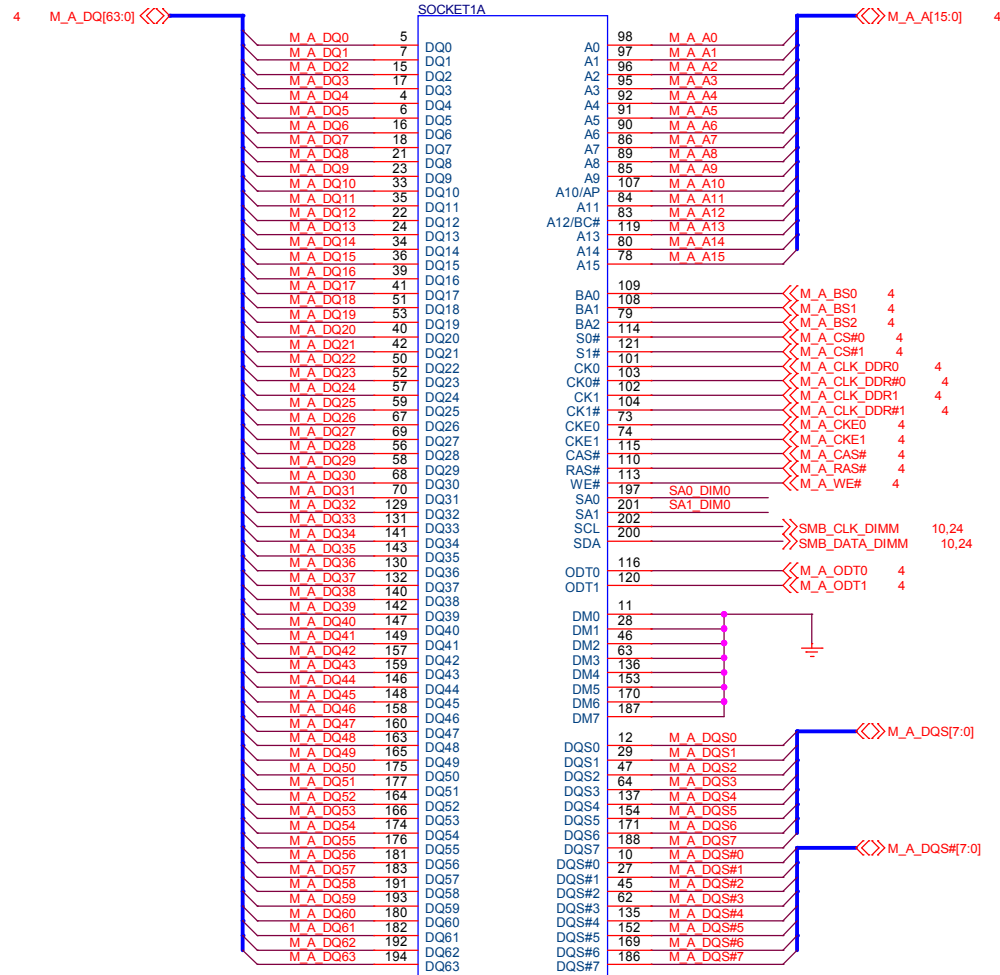 4 M_A_DQ[63:0] SOCKET1A M_A_A[15:0] 4
M_A_DQ0 5 DQ0 A0 98 M_A_A0
M_A_DQ1 7 DQ1 A1 97 M_A_A1
M_A_DQ2 15 DQ2 A2 96 M_A_A2
M_A_DQ3 17 DQ3 A3 95 M_A_A3
M_A_DQ4 4 DQ4 A4 92 M_A_A4
M_A_DQ5 6 DQ5 A5 91 M_A_A5
M_A_DQ6 16 DQ6 A6 90 M_A_A6
M_A_DQ7 18 DQ7 A7 86 M_A_A7
M_A_DQ8 21 DQ8 A8 89 M_A_A8
M_A_DQ9 23 DQ9 A9 85 M_A_A9
M_A_DQ10 33 DQ10 A10/AP 107 M_A_A10
M_A_DQ11 35 DQ11 A11 84 M_A_A11
M_A_DQ12 22 DQ12 A12/BC# 83 M_A_A12
M_A_DQ13 24 DQ13 A13 119 M_A_A13
M_A_DQ14 34 DQ14 A14 80 M_A_A14
M_A_DQ15 36 DQ15 A15 78 M_A_A15
M_A_DQ16 39 DQ16
M_A_DQ17 41 DQ17 BA0 109 M_A_BS0 4
M_A_DQ18 51 DQ18 BA1 108 M_A_BS1 4
M_A_DQ19 53 DQ19 BA2 79 M_A_BS2 4
M_A_DQ20 40 DQ20 S0# 114 M_A_CS#0 4
M_A_DQ21 42 DQ21 S1# 121 M_A_CS#1 4
M_A_DQ22 50 DQ22 CK0 101 M_A_CLK_DDR0 4
M_A_DQ23 52 DQ23 CK0# 103 M_A_CLK_DDR#0 4
M_A_DQ24 57 DQ24 CK1 102 M_A_CLK_DDR1 4
M_A_DQ25 59 DQ25 CK1# 104 M_A_CLK_DDR#1 4
M_A_DQ26 67 DQ26 CKE0 73 M_A_CKE0 4
M_A_DQ27 69 DQ27 CKE1 74 M_A_CKE1 4
M_A_DQ28 56 DQ28 CAS# 115 M_A_CAS# 4
M_A_DQ29 58 DQ29 RAS# 110 M_A_RAS# 4
M_A_DQ30 68 DQ30 WE# 113 M_A_WE# 4
M_A_DQ31 70 DQ31 SA0 197 SA0_DIM0
M_A_DQ32 129 DQ32 SA1 201 SA1_DIM0
M_A_DQ33 131 DQ33 SCL 202 SMB_CLK_DIMM 10,24
M_A_DQ34 141 DQ34 SDA 200 SMB_DATA_DIMM 10,24
M_A_DQ35 143 DQ35
M_A_DQ36 130 DQ36 ODT0 116 M_A_ODT0 4
M_A_DQ37 132 DQ37 ODT1 120 M_A_ODT1 4
M_A_DQ38 140 DQ38
M_A_DQ39 142 DQ39 DM0 11
M_A_DQ40 147 DQ40 DM1 28
M_A_DQ41 149 DQ41 DM2 46
M_A_DQ42 157 DQ42 DM3 63
M_A_DQ43 159 DQ43 DM4 136
M_A_DQ44 146 DQ44 DM5 153
M_A_DQ45 148 DQ45 DM6 170
M_A_DQ46 158 DQ46 DM7 187
M_A_DQ47 160 DQ47
M_A_DQ48 163 DQ48 DQS0 12 M_A_DQS0 M_A_DQS[7:0]
M_A_DQ49 165 DQ49 DQS1 29 M_A_DQS1
M_A_DQ50 175 DQ50 DQS2 47 M_A_DQS2
M_A_DQ51 177 DQ51 DQS3 64 M_A_DQS3
M_A_DQ52 164 DQ52 DQS4 137 M_A_DQS4
M_A_DQ53 166 DQ53 DQS5 154 M_A_DQS5
M_A_DQ54 174 DQ54 DQS6 171 M_A_DQS6
M_A_DQ55 176 DQ55 DQS7 188 M_A_DQS7
M_A_DQ56 181 DQ56 DQS#0 10 M_A_DQS#0 M_A_DQS#[7:0]
M_A_DQ57 183 DQ57 DQS#1 27 M_A_DQS#1
M_A_DQ58 191 DQ58 DQS#2 45 M_A_DQS#2
M_A_DQ59 193 DQ59 DQS#3 62 M_A_DQS#3
M_A_DQ60 180 DQ60 DQS#4 135 M_A_DQS#4
M_A_DQ61 182 DQ61 DQS#5 152 M_A_DQS#5
M_A_DQ62 192 DQ62 DQS#6 169 M_A_DQS#6
M_A_DQ63 194 DQ63 DQS#7 186 M_A_DQS#7